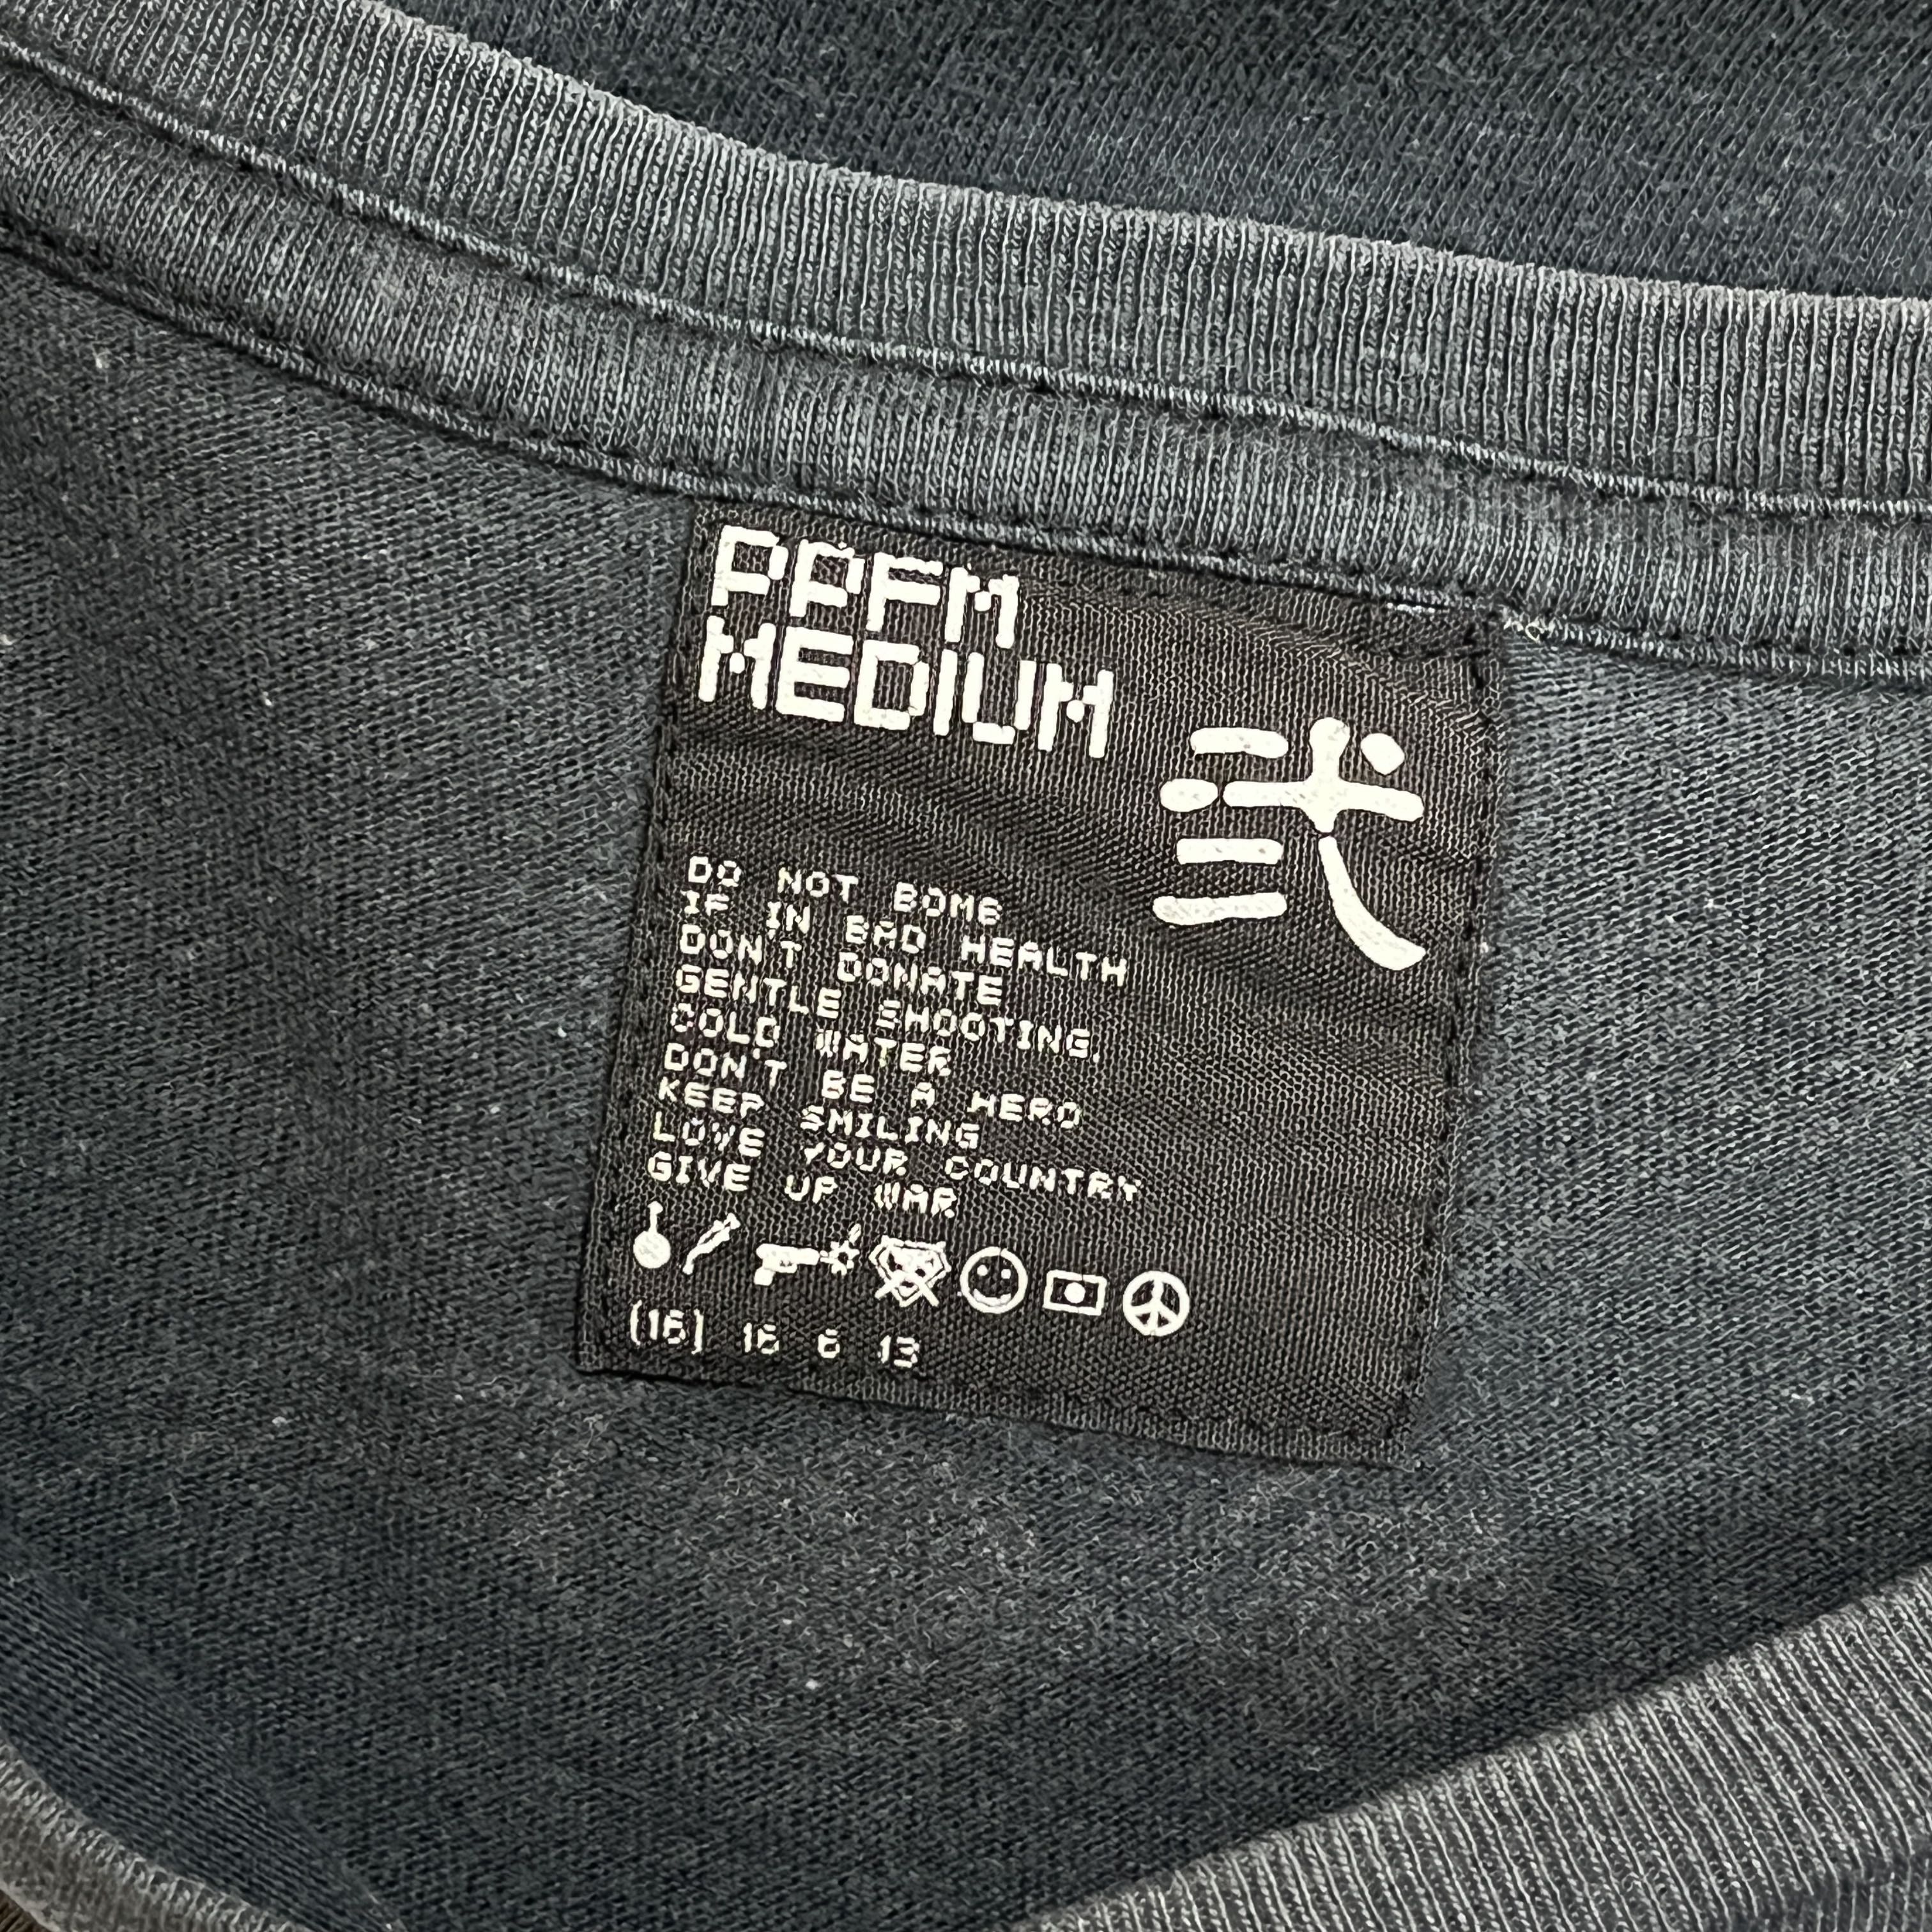 PPFM
MEDIUM
弐
DO NOT BOMB
IF IN BAD HEALTH
DON'T DONATE
GENTLE SHOOTING.
COLD WATER
DON'T BE A HERO
KEEP SMILING
LOVE YOUR COUNTRY
GIVE UP WAR
(16) 16 6 13